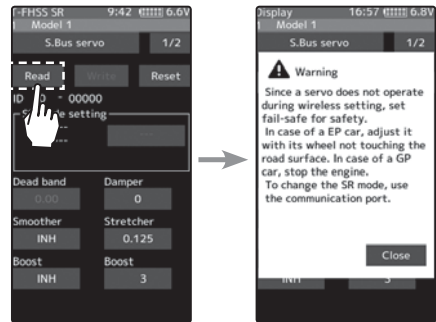 T-FHSS SR 9:42 6.6V
1 Model 1
S.Bus servo 1/2
Read Write Reset
ID - 00000
setting
Dead band Damper
0.00 0
Smoother Stretcher
INH 0.125
Boost Boost
INH 3
Display 16:57 6.8V
1 Model 1
S.Bus servo 1/2
Warning
Since a servo does not operate
during wireless setting, set
fail-safe for safety.
In case of a EP car, adjust it
with its wheel not touching the
road surface. In case of a GP
car, stop the engine.
To change the SR mode, use
the communication port.
Close
INH 3